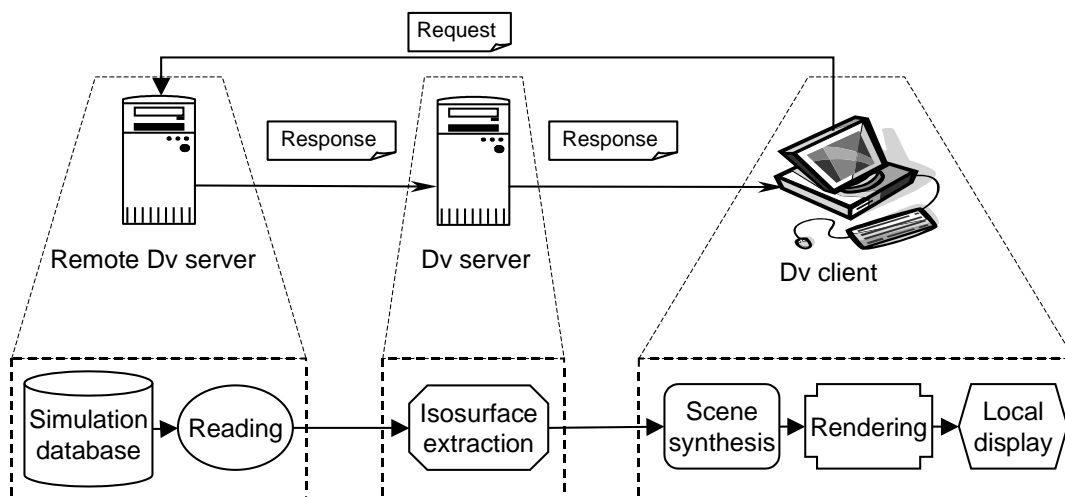 Request
Response
Response
Remote Dv server
Dv server
Dv client
Simulation
database
Reading
Isosurface
extraction
Scene
synthesis
Rendering
Local
display